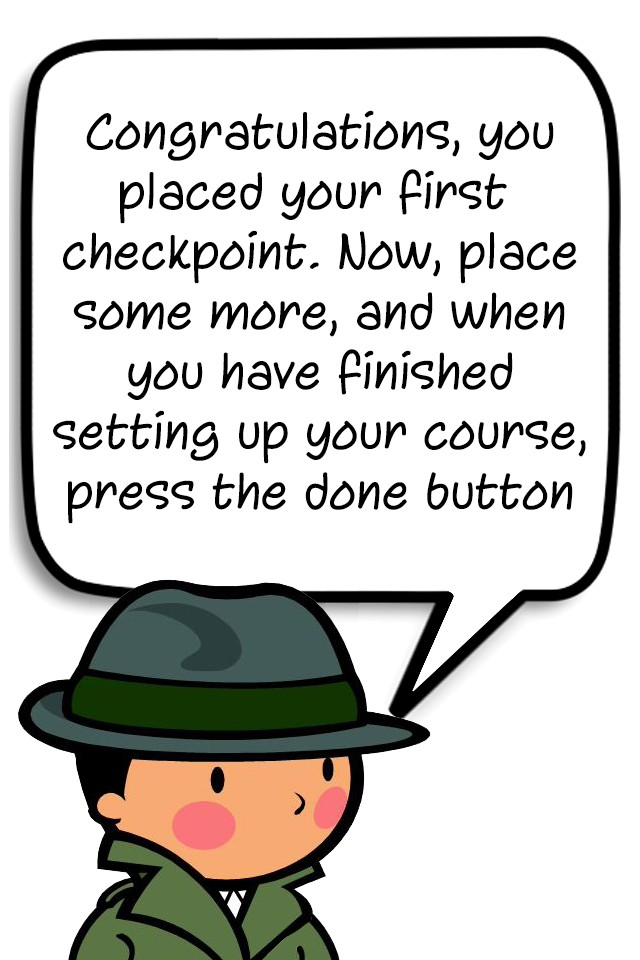 Congratulations, you
placed your first
checkpoint. Now, place
some more, and when
you have finished
setting up your course,
press the done button